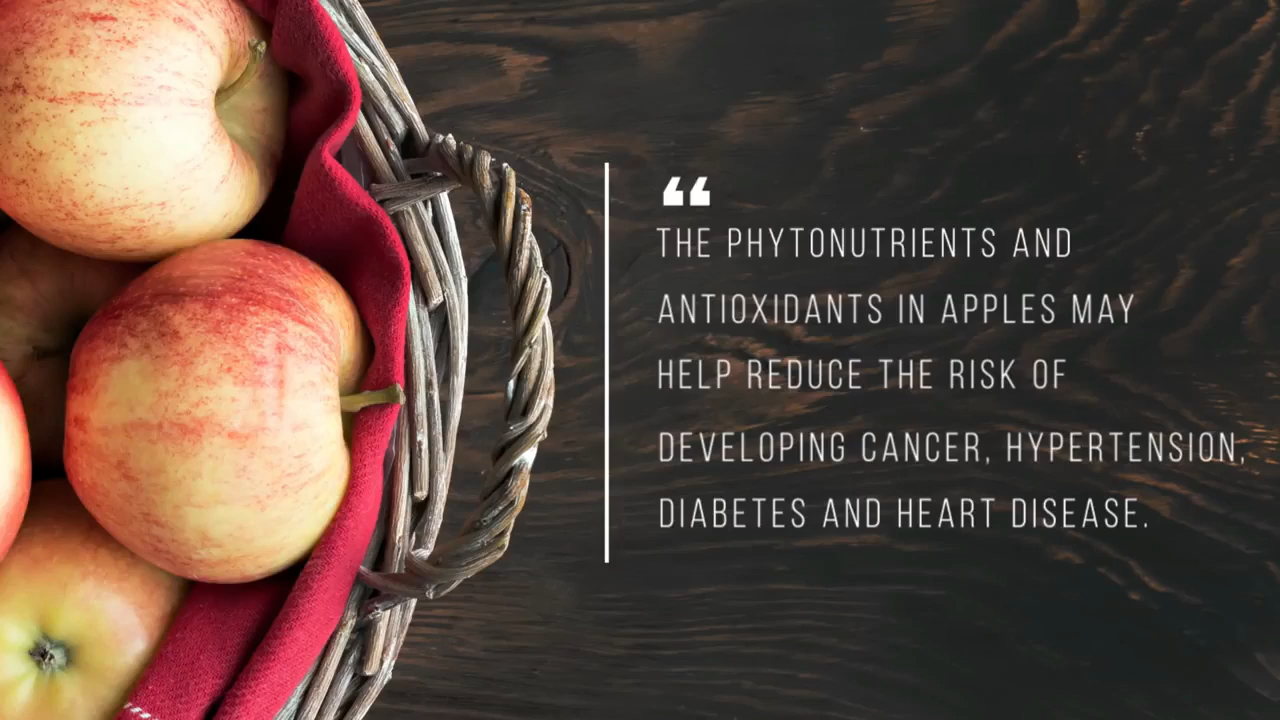 “
THE PHYTONUTRIENTS AND
ANTIOXIDANTS IN APPLES MAY
HELP REDUCE THE RISK OF
DEVELOPING CANCER, HYPERTENSION,
DIABETES AND HEART DISEASE.